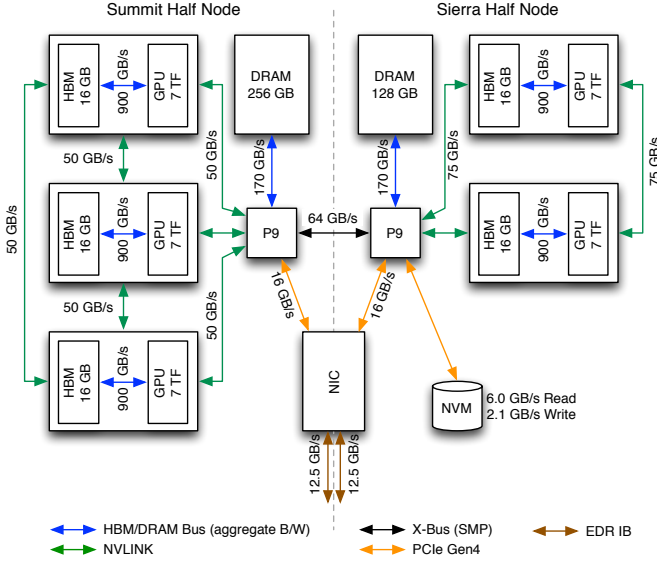 Summit Half Node
Sierra Half Node
HBM
16 GB
900 GB/s
GPU
7 TF
DRAM
256 GB
DRAM
128 GB
HBM
16 GB
900 GB/s
GPU
7 TF
50 GB/s
50 GB/s
170 GB/s
170 GB/s
75 GB/s
75 GB/s
50 GB/s
HBM
16 GB
900 GB/s
GPU
7 TF
P9
64 GB/s
P9
HBM
16 GB
900 GB/s
GPU
7 TF
50 GB/s
50 GB/s
16 GB/s
16 GB/s
HBM
16 GB
900 GB/s
GPU
7 TF
NIC
NVM
6.0 GB/s Read
2.1 GB/s Write
12.5 GB/s
12.5 GB/s
HBM/DRAM Bus (aggregate B/W)
X-Bus (SMP)
EDR IB
NVLINK
PCIe Gen4